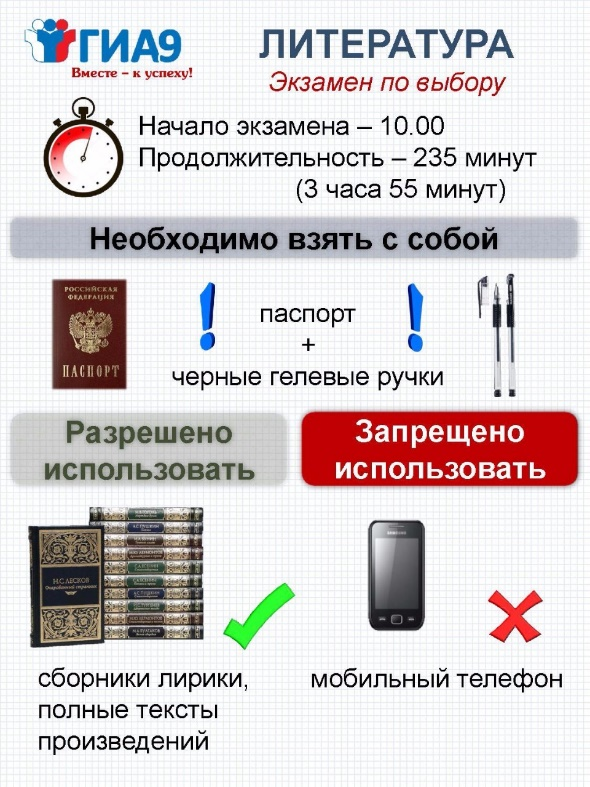 ГИА9
Вместе – к успеху!
ЛИТЕРАТУРА
Экзамен по выбору
Начало экзамена – 10.00
Продолжительность – 235 минут
(3 часа 55 минут)
Необходимо взять с собой
РОССИЙСКАЯ
ФЕДЕРАЦИЯ
ПАСПОРТ
!
паспорт
!
+
черные гелевые ручки
Разрешено
использовать
Запрещено
использовать
Н.С.ЛЕСКОВ
SAMSUNG
сборники лирики,
полные тексты
произведений
мобильный телефон